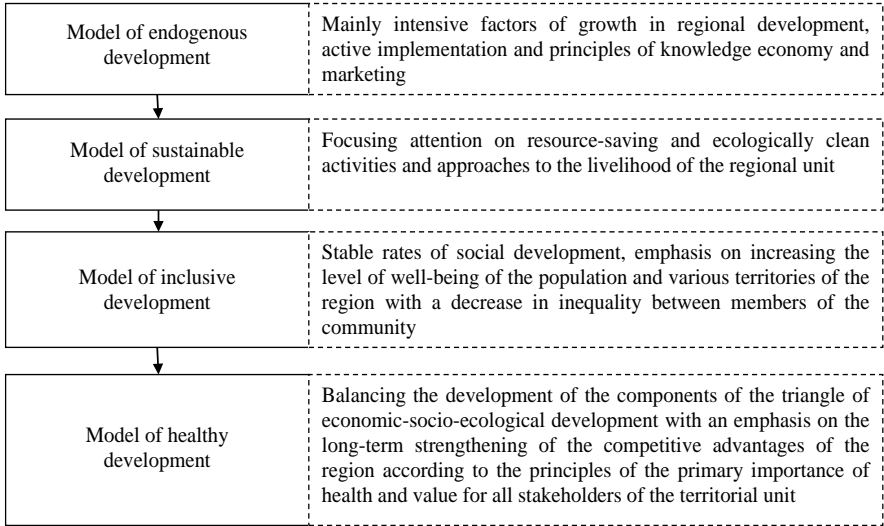 Model of endogenous
development
Mainly intensive factors of growth in regional development,
active implementation and principles of knowledge economy and
marketing
Model of sustainable
development
Focusing attention on resource-saving and ecologically clean
activities and approaches to the livelihood of the regional unit
Model of inclusive
development
Stable rates of social development, emphasis on increasing the
level of well-being of the population and various territories of the
region with a decrease in inequality between members of the
community
Model of healthy
development
Balancing the development of the components of the triangle of
economic-socio-ecological development with an emphasis on the
long-term strengthening of the competitive advantages of the
region according to the principles of the primary importance of
health and value for all stakeholders of the territorial unit